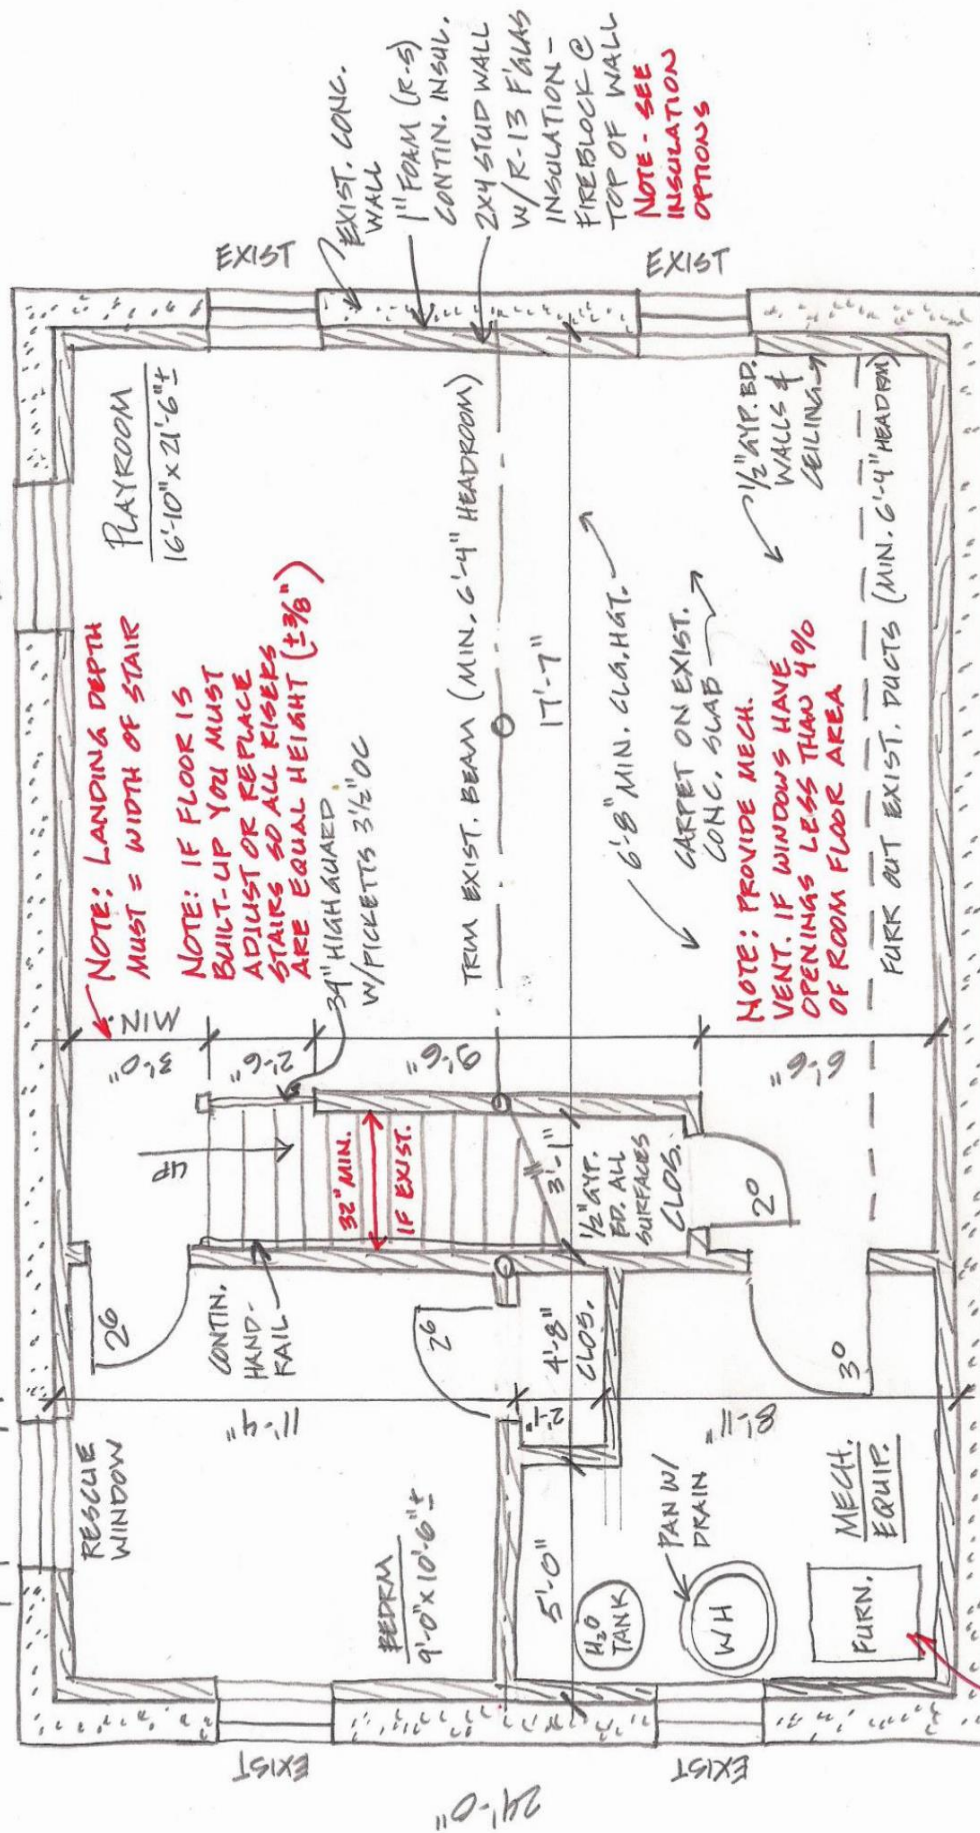 EXIST. CONC.
WALL
1" FOAM (R-5)
CONTIN. INSUL.
2X4 STUD WALL
W/R-13 F'GLAS
INSULATION -
FIREBLOCK @
TOP OF WALL
NOTE - SEE
INSULATION
OPTIONS
EXIST
EXIST
PLAYROOM
16'-10" X 21'-6" ±
NOTE: LANDING DEPTH
MUST = WIDTH OF STAIR
NOTE: IF FLOOR IS
BUILT-UP YOU MUST
ADJUST OR REPLACE
STAIRS SO ALL RISERS
ARE EQUAL HEIGHT (±3/8")
34" HIGH GUARD
W/PICKETTS 3 1/2" OC
TRIM EXIST. BEAM (MIN. 6'-4" HEADROOM)
17'-7"
6'-8" MIN. CLG. HGT.
CARPET ON EXIST.
CONC. SLAB
1/2" GYP. BD.
WALLS &
CEILING
NOTE: PROVIDE MECH.
VENT. IF WINDOWS HAVE
OPENINGS LESS THAN 4%
OF ROOM FLOOR AREA
FURR OUT EXIST. DUCTS (MIN. 6'-4" HEADRM)
MIN.
3'-0"
2'-6"
9'-6"
6'-6"
UP
32" MIN.
IF EXIST.
3'-1"
1/2" GYP.
BD. ALL
SURFACES
CLOS.
2⁰
2⁶
CONTIN.
HAND-
RAIL
2⁶
4'-8"
CLOS.
3⁰
11'-4"
2'-1"
8'-11"
RESCUE
WINDOW
BEDRM
9'-0" X 10'-6" ±
5'-0"
PAN W/
DRAIN
H₂O
TANK
WH
MECH.
EQUIP.
FURN.
EXIST
EXIST
24'-0"